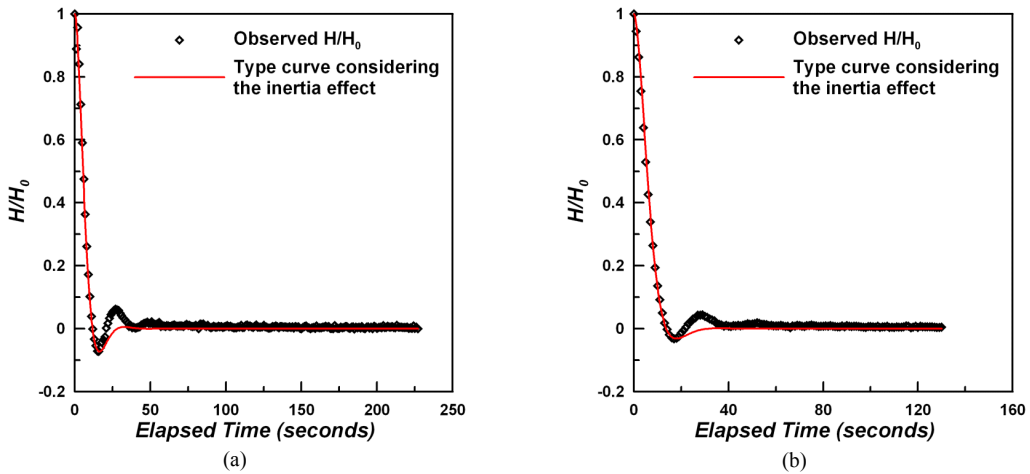 1
0.8
0.6
0.4
0.2
0
-0.2
H/H0
Observed H/H0
Type curve considering
the inertia effect
0 50 100 150 200 250
Elapsed Time (seconds)
(a)
1
0.8
0.6
0.4
0.2
0
-0.2
H/H0
Observed H/H0
Type curve considering
the inertia effect
0 40 80 120 160
Elapsed Time (seconds)
(b)